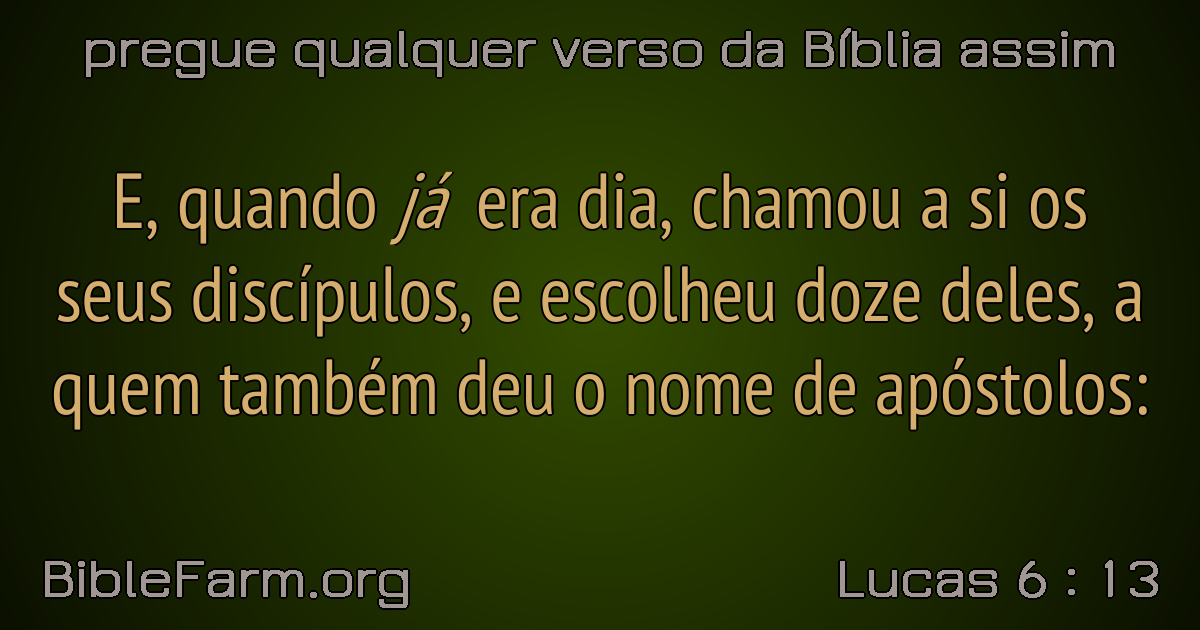 pregue qualquer verso da Bíblia assim
E, quando já era dia, chamou a si os
seus discípulos, e escolheu doze deles, a
quem também deu o nome de apóstolos:
BibleFarm.org
Lucas 6 : 13